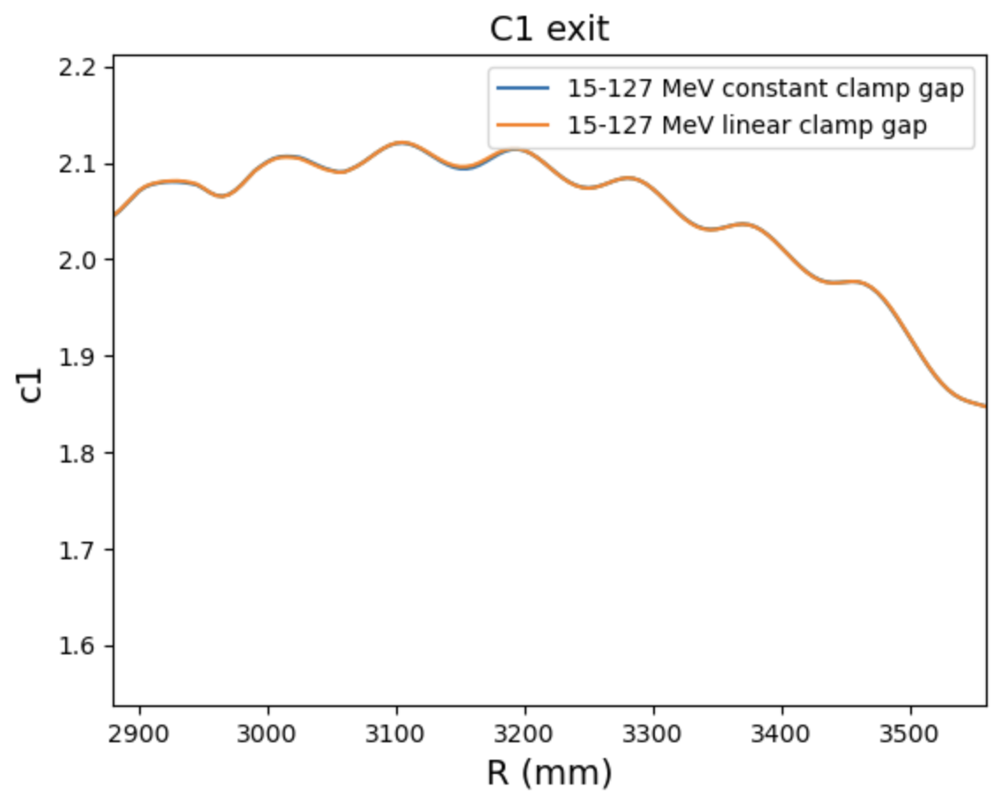 C1 exit
15-127 MeV constant clamp gap
15-127 MeV linear clamp gap
2.2
2.1
2.0
1.9
1.8
1.7
1.6
c1
2900 3000 3100 3200 3300 3400 3500
R (mm)